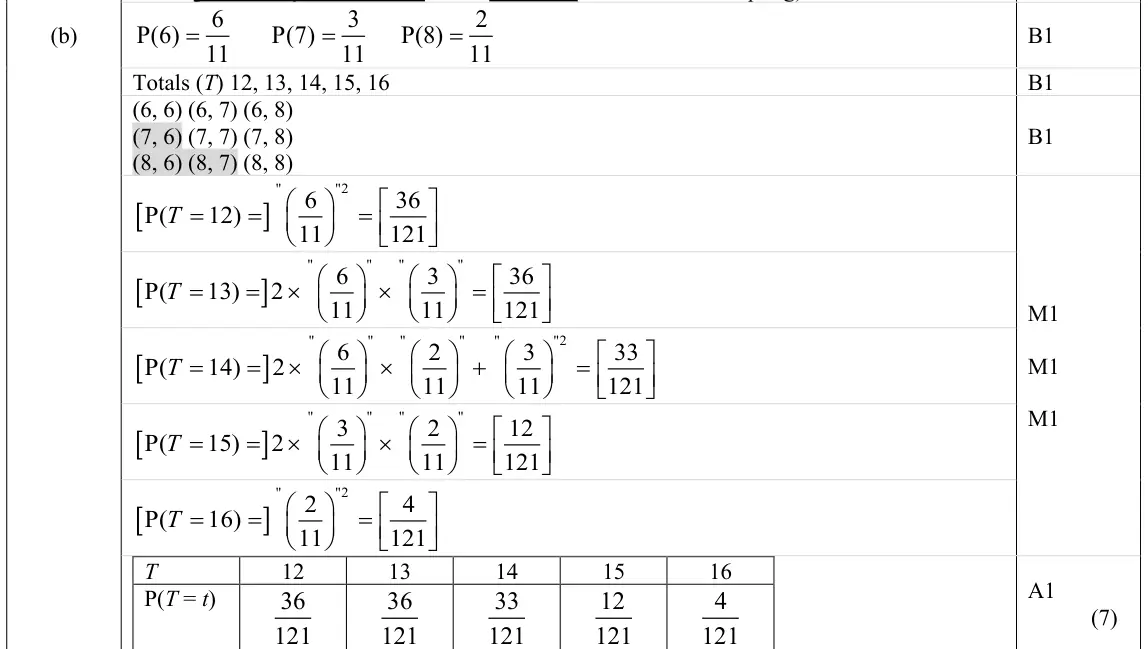 (b) P(6) = 6/11 P(7) = 3/11 P(8) = 2/11 B1
Totals (T) 12, 13, 14, 15, 16 B1
(6, 6) (6, 7) (6, 8)
(7, 6) (7, 7) (7, 8) B1
(8, 6) (8, 7) (8, 8)
[P(T = 12) =] "(6/11)"² = [36/121]
[P(T = 13) =] 2 × "(6/11)" × "(3/11)" = [36/121] M1
[P(T = 14) =] 2 × "(6/11)" × "(2/11)" + "(3/11)"² = [33/121] M1
[P(T = 15) =] 2 × "(3/11)" × "(2/11)" = [12/121] M1
[P(T = 16) =] "(2/11)"² = [4/121]
T 12 13 14 15 16
P(T = t) 36/121 36/121 33/121 12/121 4/121 A1
(7)